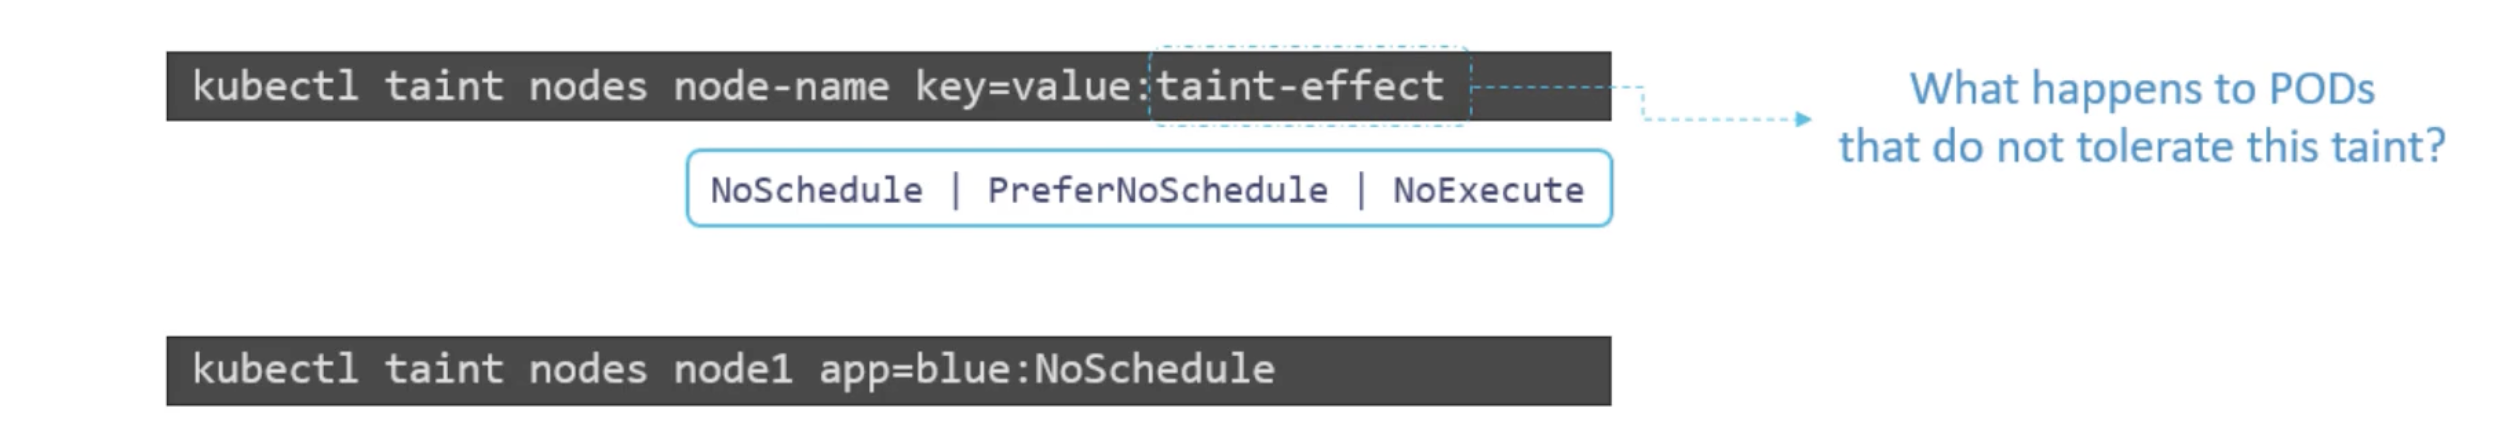 kubectl taint nodes node-name key=value:taint-effect
What happens to PODs
that do not tolerate this taint?
NoSchedule | PreferNoSchedule | NoExecute
kubectl taint nodes node1 app=blue:NoSchedule